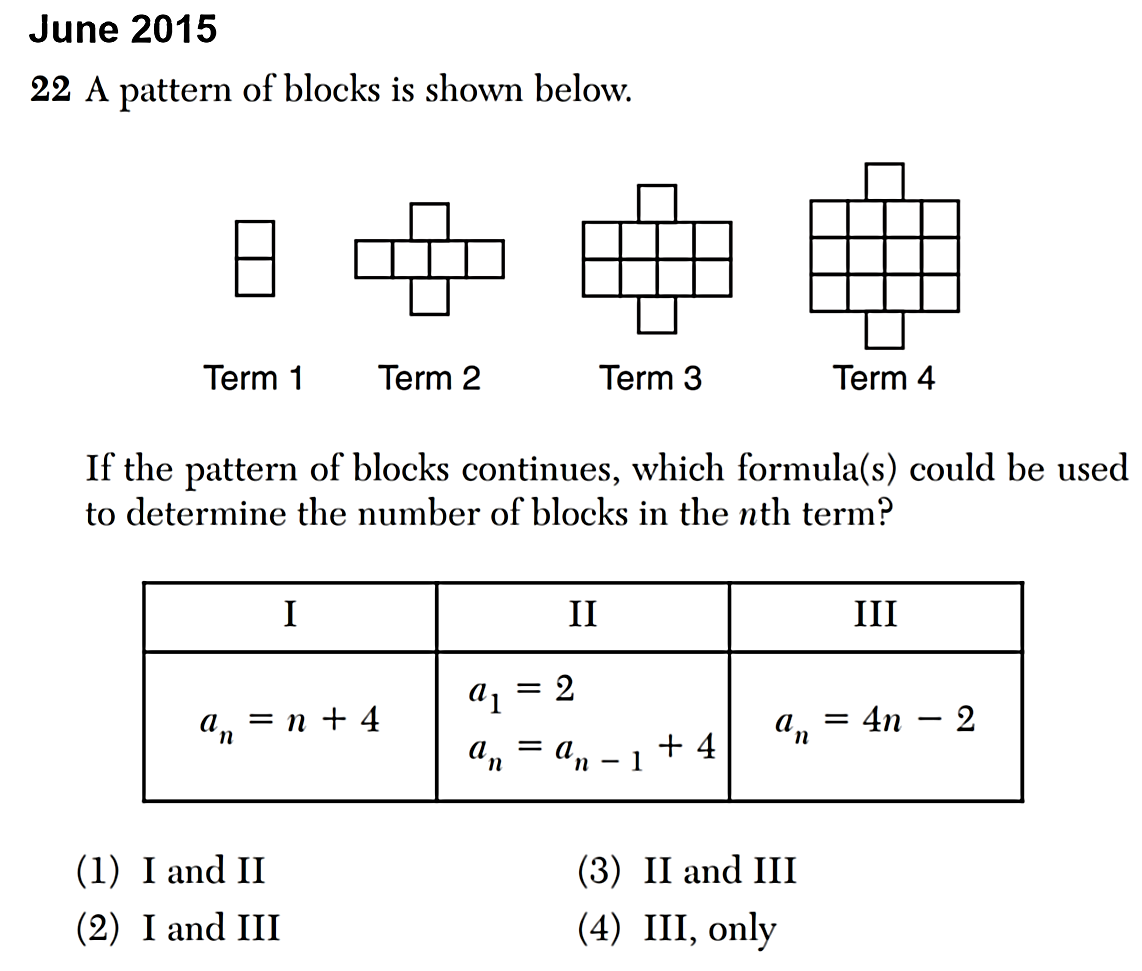 June 2015
22 A pattern of blocks is shown below.
Term 1 Term 2 Term 3 Term 4
If the pattern of blocks continues, which formula(s) could be used
to determine the number of blocks in the nth term?
I II III
a₁ = 2
aₙ = n + 4 aₙ = 4n − 2
aₙ = aₙ₋₁ + 4
(1) I and II (3) II and III
(2) I and III (4) III, only